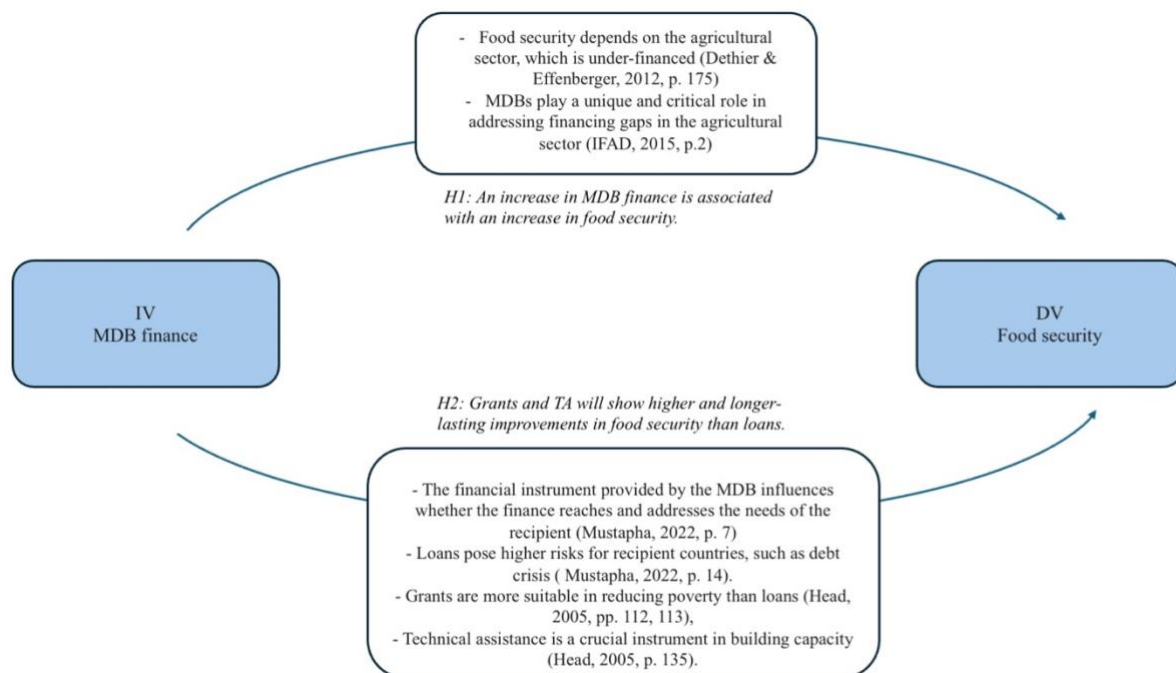 - Food security depends on the agricultural
sector, which is under-financed (Dethier &
Effenberger, 2012, p. 175)
- MDBs play a unique and critical role in
addressing financing gaps in the agricultural
sector (IFAD, 2015, p.2)
H1: An increase in MDB finance is associated
with an increase in food security.
IV
MDB finance
DV
Food security
H2: Grants and TA will show higher and longer-
lasting improvements in food security than loans.
- The financial instrument provided by the MDB influences
whether the finance reaches and addresses the needs of the
recipient (Mustapha, 2022, p. 7)
- Loans pose higher risks for recipient countries, such as debt
crisis ( Mustapha, 2022, p. 14).
- Grants are more suitable in reducing poverty than loans (Head,
2005, pp. 112, 113),
- Technical assistance is a crucial instrument in building capacity
(Head, 2005, p. 135).